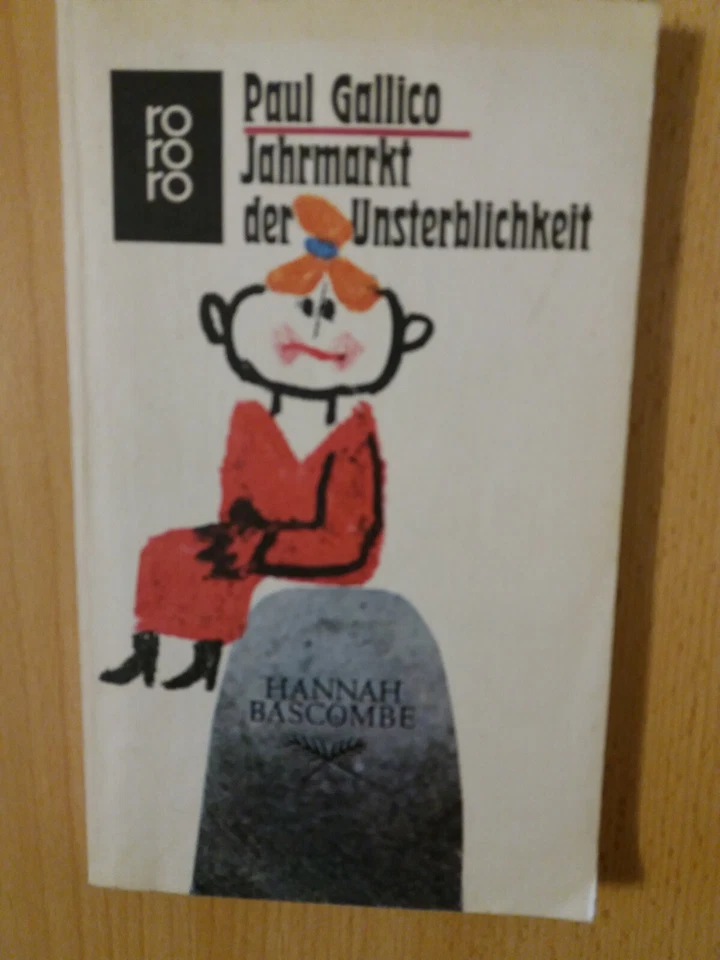 ro
ro
ro
Paul Gallico
Jahrmarkt
der Unsterblichkeit
HANNAH
BASCOMBE